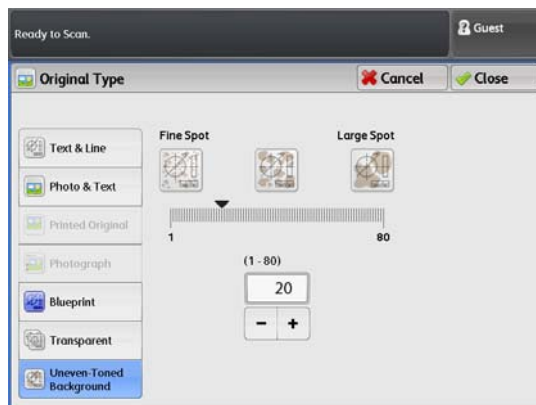 Ready to Scan.
Guest
Original Type
Cancel
Close
Fine Spot
Large Spot
Text & Line
Photo & Text
Printed Original
Photograph
Blueprint
Transparent
Uneven-Toned
Background
1
80
(1 - 80)
20
- +